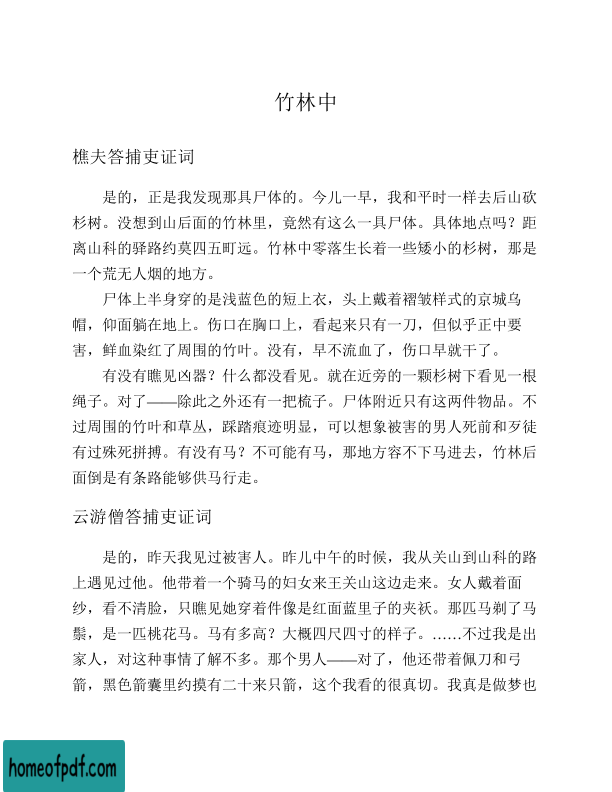 竹林中
樵夫答捕吏证词
是的，正是我发现那具尸体的。今儿一早，我和平时一样去后山砍
杉树。没想到山后面的竹林里，竟然有这么一具尸体。具体地点吗？距
离山科的驿路约莫四五町远。竹林中零落生长着一些矮小的杉树，那是
一个荒无人烟的地方。
尸体上半身穿的是浅蓝色的短上衣，头上戴着褶皱样式的京城乌
帽，仰面躺在地上。伤口在胸口上，看起来只有一刀，但似乎正中要
害，鲜血染红了周围的竹叶。没有，早不流血了，伤口早就干了。
有没有瞧见凶器？什么都没看见。就在近旁的一颗杉树下看见一根
绳子。对了——除此之外还有一把梳子。尸体附近只有这两件物品。不
过周围的竹叶和草丛，踩踏痕迹明显，可以想象被害的男人死前和歹徒
有过殊死拼搏。有没有马？不可能有马，那地方容不下马进去，竹林后
面倒是有条路能够供马行走。
云游僧答捕吏证词
是的，昨天我见过被害人。昨儿中午的时候，我从关山到山科的路
上遇见过他。他带着一个骑马的妇女来王关山这边走来。女人戴着面
纱，看不清脸，只瞧见她穿着件像是红面蓝里子的夹袄。那匹马剃了马
鬃，是一匹桃花马。马有多高？大概四尺四寸的样子。……不过我是出
家人，对这种事情了解不多。那个男人——对了，他还带着佩刀和弓
箭，黑色箭囊里约摸有二十来只箭，这个我看的很真切。我真是做梦也
homeofpdf.com